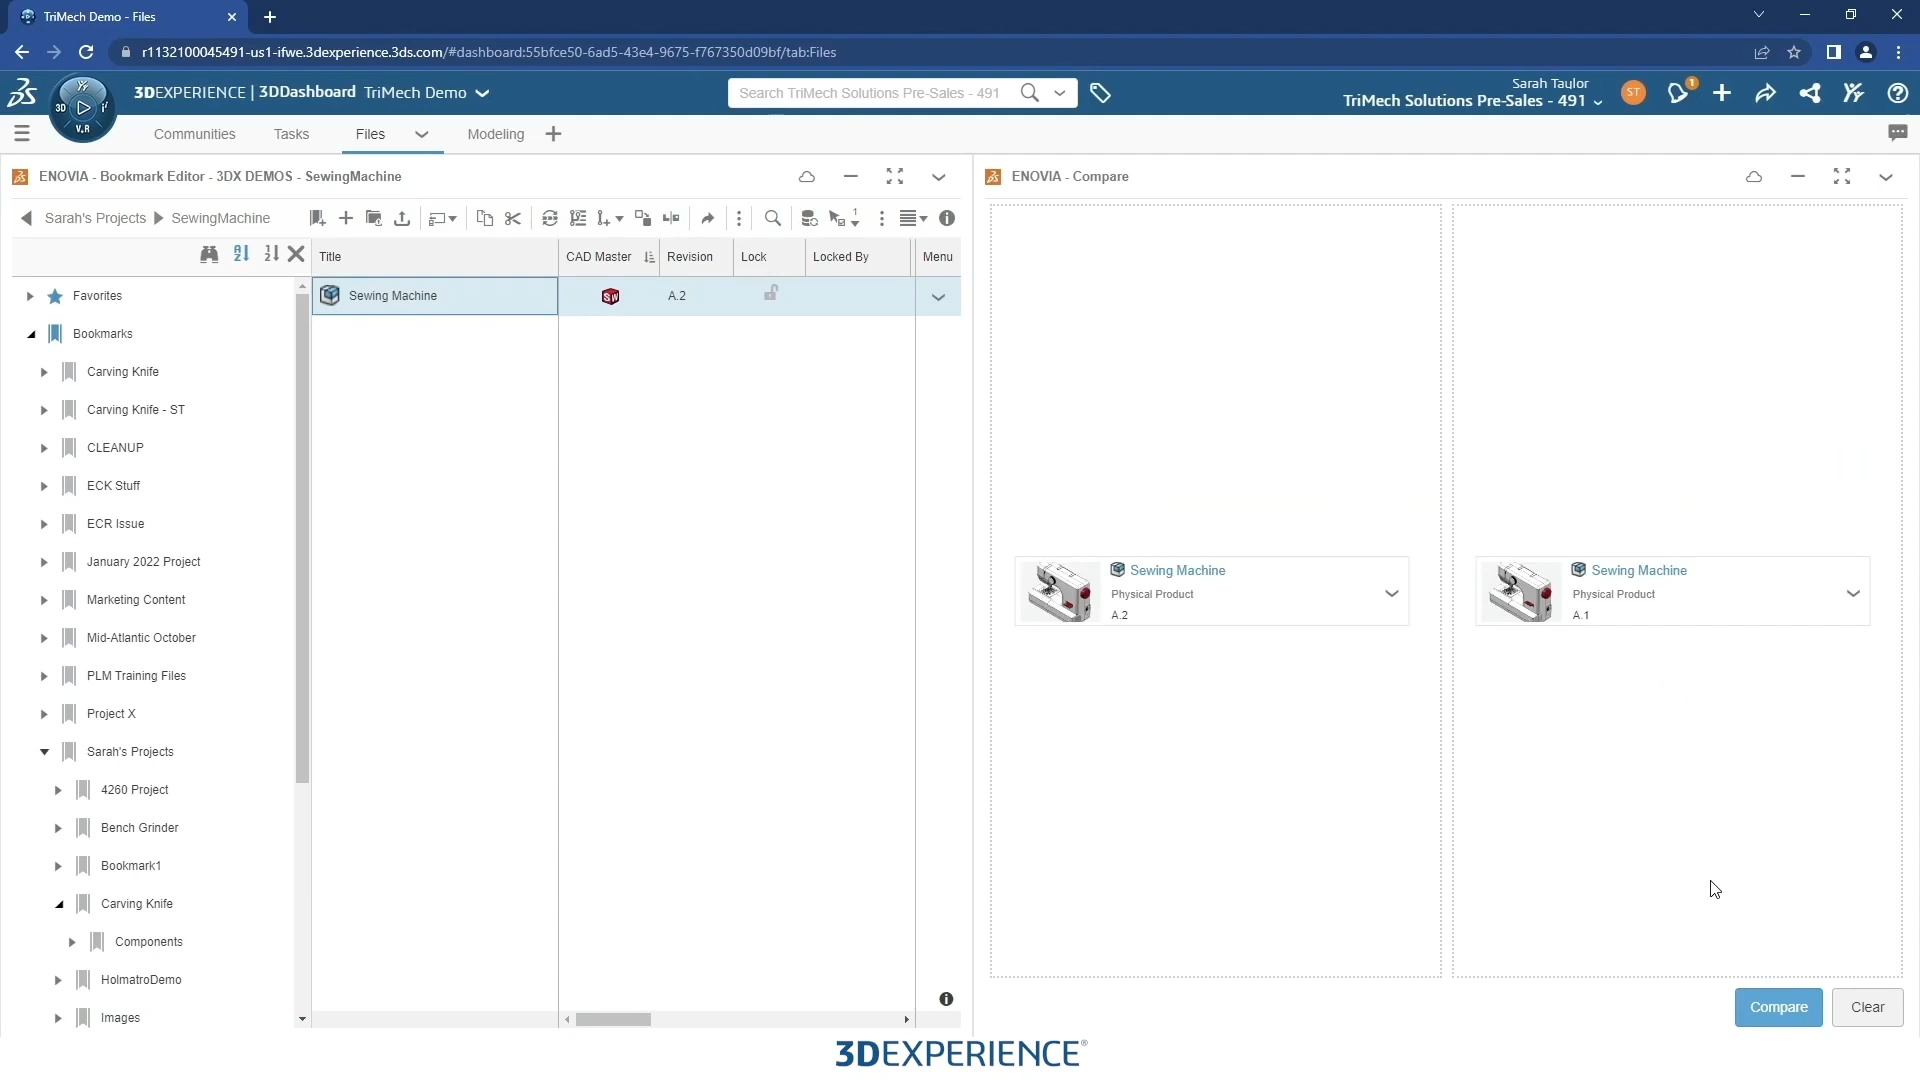 TriMech Demo - Files
r1132100045491-us1-ifwe.3dexperience.3ds.com/#dashboard:55bfce50-6ad5-43e4-9675-f767350d09bf/tab:Files
3D
V.R
3DEXPERIENCE | 3DDashboard TriMech Demo
Search TriMech Solutions Pre-Sales - 491
Sarah Taylor
TriMech Solutions Pre-Sales - 491
ST
1
Communities
Tasks
Files
Modeling
ENOVIA - Bookmark Editor - 3DX DEMOS - SewingMachine
ENOVIA - Compare
Sarah's Projects
SewingMachine
1
Title
CAD Master
Revision
Lock
Locked By
Menu
Sewing Machine
SW
A.2
Favorites
Bookmarks
Carving Knife
Carving Knife - ST
CLEANUP
ECK Stuff
ECR Issue
January 2022 Project
Marketing Content
Mid-Atlantic October
PLM Training Files
Project X
Sarah's Projects
4260 Project
Bench Grinder
Bookmark1
Carving Knife
Components
HolmatroDemo
Images
Sewing Machine
Physical Product
A.2
Sewing Machine
Physical Product
A.1
Compare
Clear
3DEXPERIENCE®